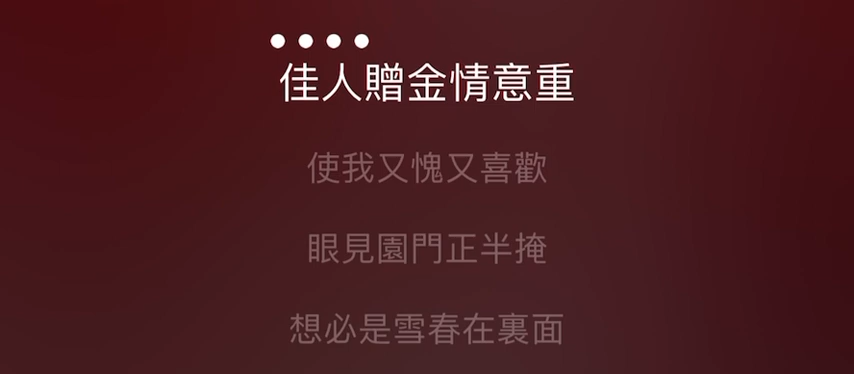 佳人贈金情意重
使我又愧又喜歡
眼見園門正半掩
想必是雪春在裏面